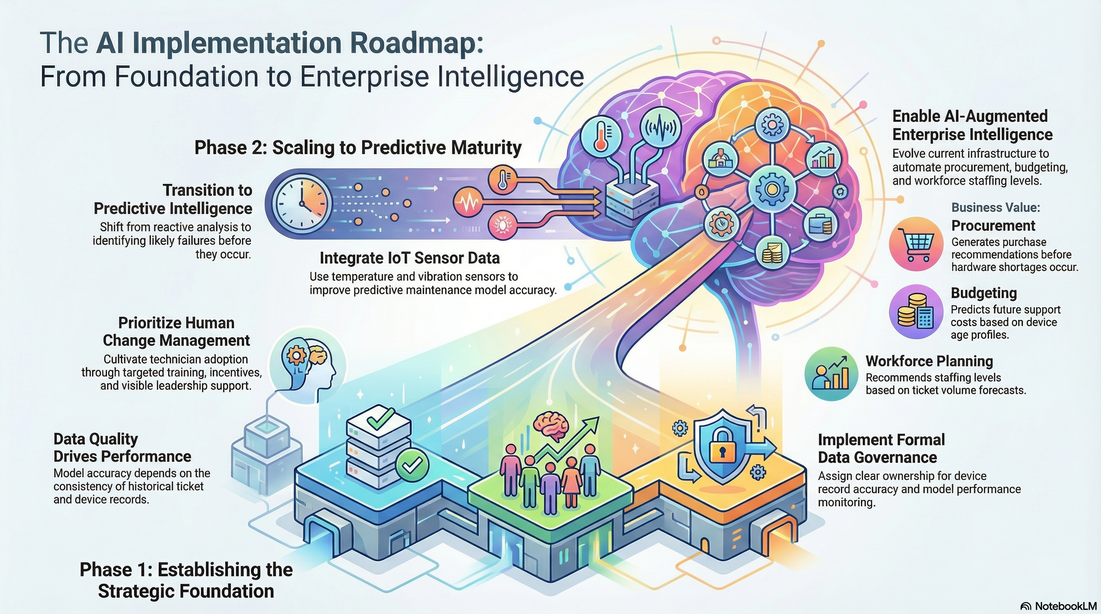 The AI Implementation Roadmap:
From Foundation to Enterprise Intelligence
Phase 2: Scaling to Predictive Maturity
Transition to
Predictive Intelligence
Shift from reactive analysis to
identifying likely failures before
they occur.
Integrate IoT Sensor Data
Use temperature and vibration sensors to
improve predictive maintenance model accuracy.
Enable AI-Augmented
Enterprise Intelligence
Evolve current infrastructure to
automate procurement, budgeting,
and workforce staffing levels.
Business Value:
Procurement
Generates purchase
recommendations before
hardware shortages occur.
Budgeting
Predicts future support
costs based on device
age profiles.
Workforce Planning
Recommends staffing levels
based on ticket volume forecasts.
Prioritize Human
Change Management
Cultivate technician adoption
through targeted training, incentives,
and visible leadership support.
Data Quality
Drives Performance
Model accuracy depends on the
consistency of historical ticket
and device records.
Implement Formal
Data Governance
Assign clear ownership for device
record accuracy and model performance
monitoring.
Phase 1: Establishing the
Strategic Foundation
NotebookLM